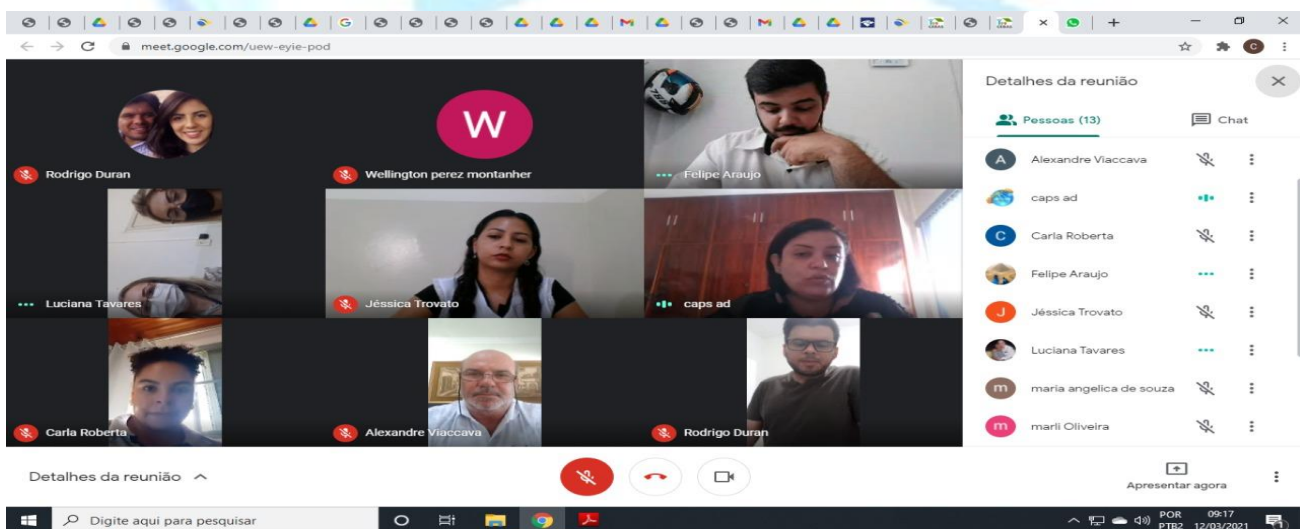 meet.google.com/uew-eyie-pod
C
W
Rodrigo Duran
Wellington perez montanher
Felipe Araujo
Luciana Tavares
Jéssica Trovato
caps ad
Carla Roberta
Alexandre Viaccava
Rodrigo Duran
Detalhes da reunião
Pessoas (13)
Chat
A Alexandre Viaccava
caps ad
C Carla Roberta
Felipe Araujo
J Jéssica Trovato
Luciana Tavares
m maria angelica de souza
m marli Oliveira
Detalhes da reunião
Apresentar agora
Digite aqui para pesquisar
POR
PTB2
09:17
12/03/2021